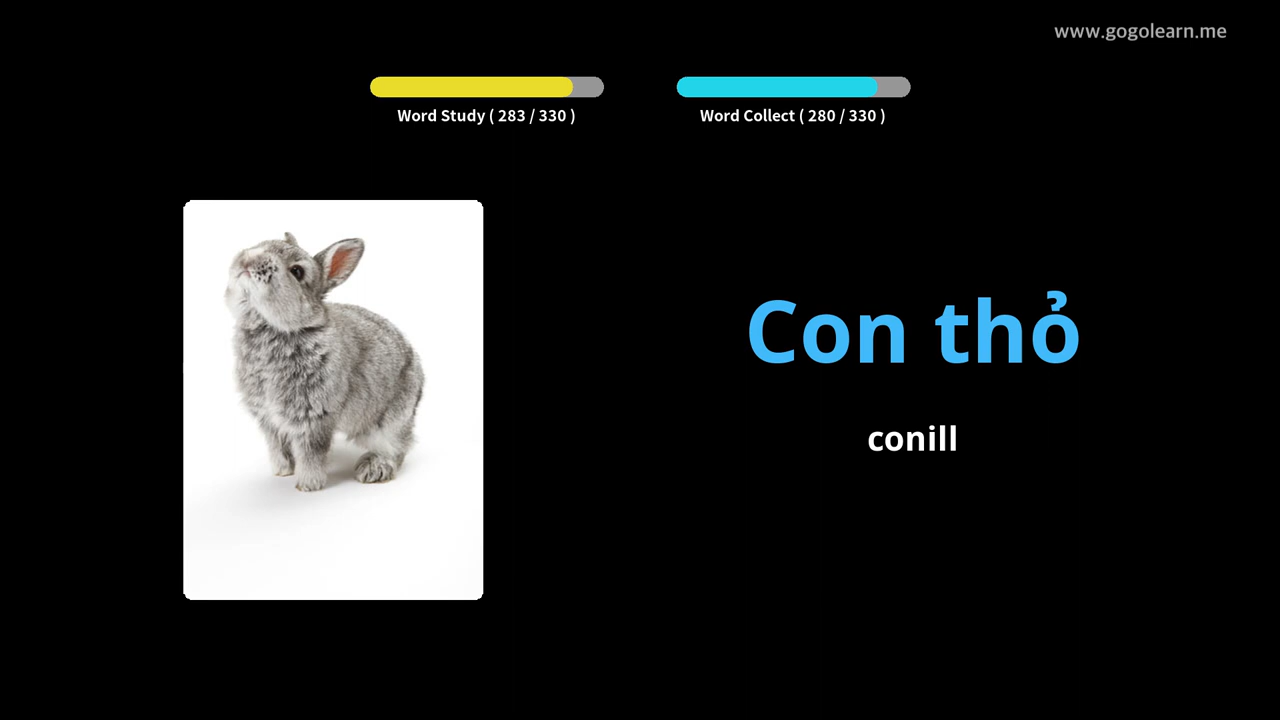 www.gogolearn.me
Word Study ( 283 / 330 )
Word Collect ( 280 / 330 )
Con thỏ
conill